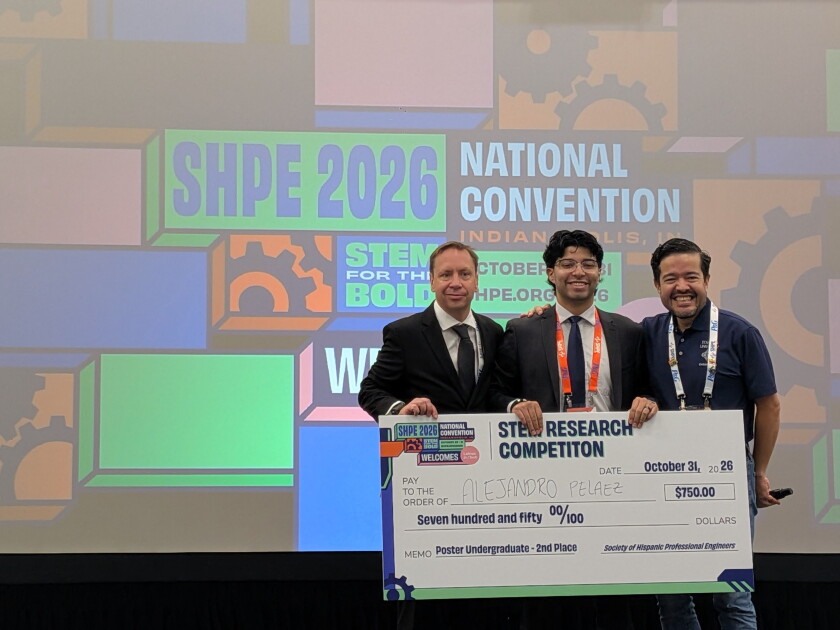 SHPE 2026
NATIONAL
CONVENTION
INDIANAPOLIS, IN
STEM
FOR THE
BOLD
OCTOBER 31
SHPE.ORG/2026
SHPE 2026
NATIONAL
CONVENTION
WELCOMES
STEM RESEARCH
COMPETITON
DATE October 31, 2026
PAY
TO THE
ORDER OF ALEJANDRO PELAEZ
$750.00
Seven hundred and fifty 00/100 DOLLARS
MEMO Poster Undergraduate - 2nd Place
Society of Hispanic Professional Engineers